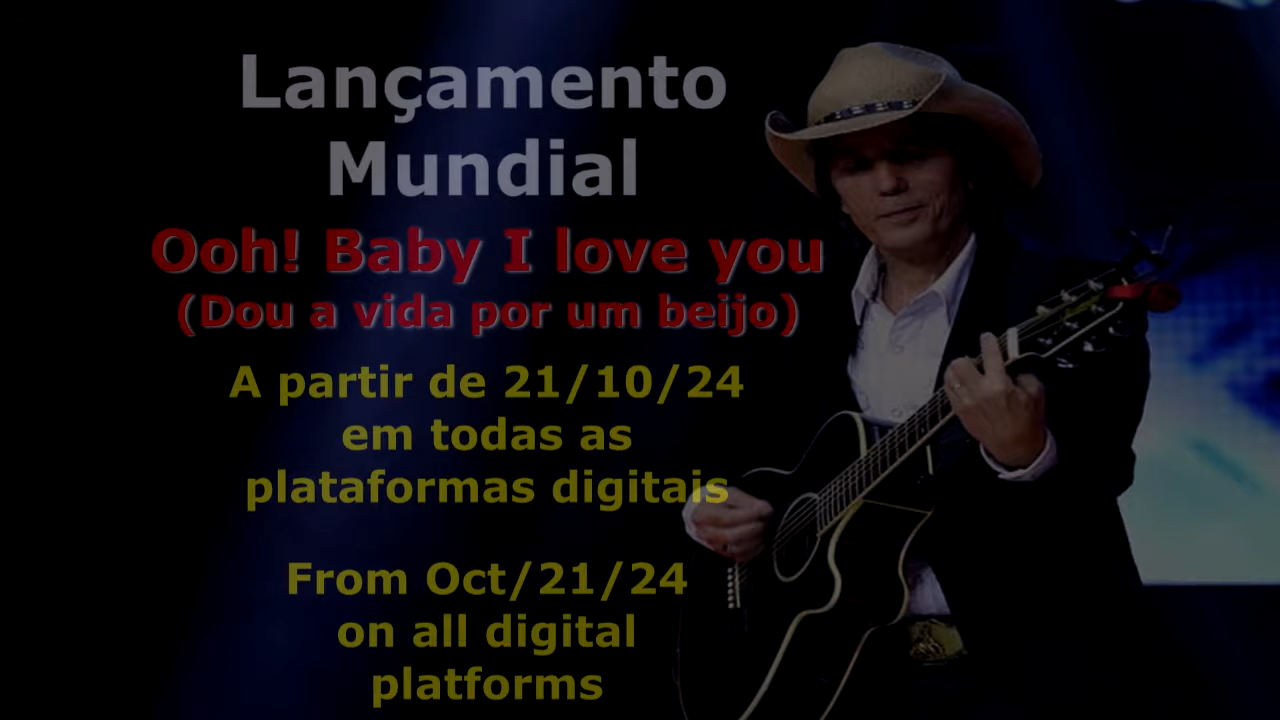 Lançamento
Mundial
Ooh! Baby I love you
(Dou a vida por um beijo)
A partir de 21/10/24
em todas as
plataformas digitais
From Oct/21/24
on all digital
platforms